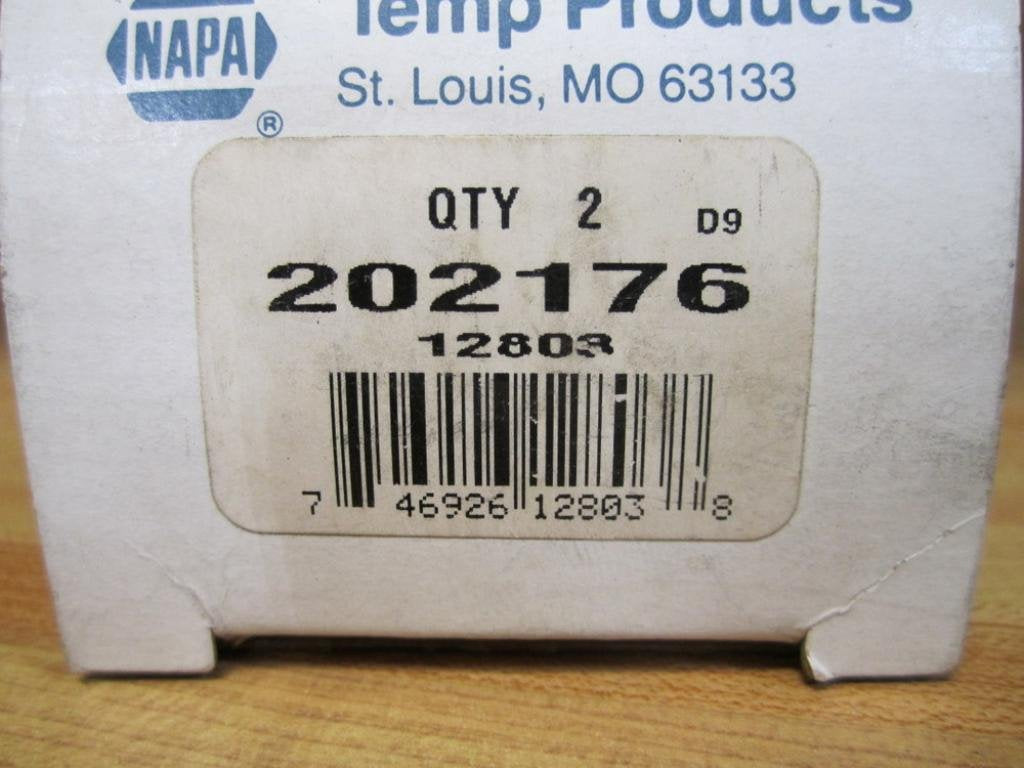 NAPA
®
Temp Products
St. Louis, MO 63133
QTY 2 D9
202176
12803
7 46926 12803 8